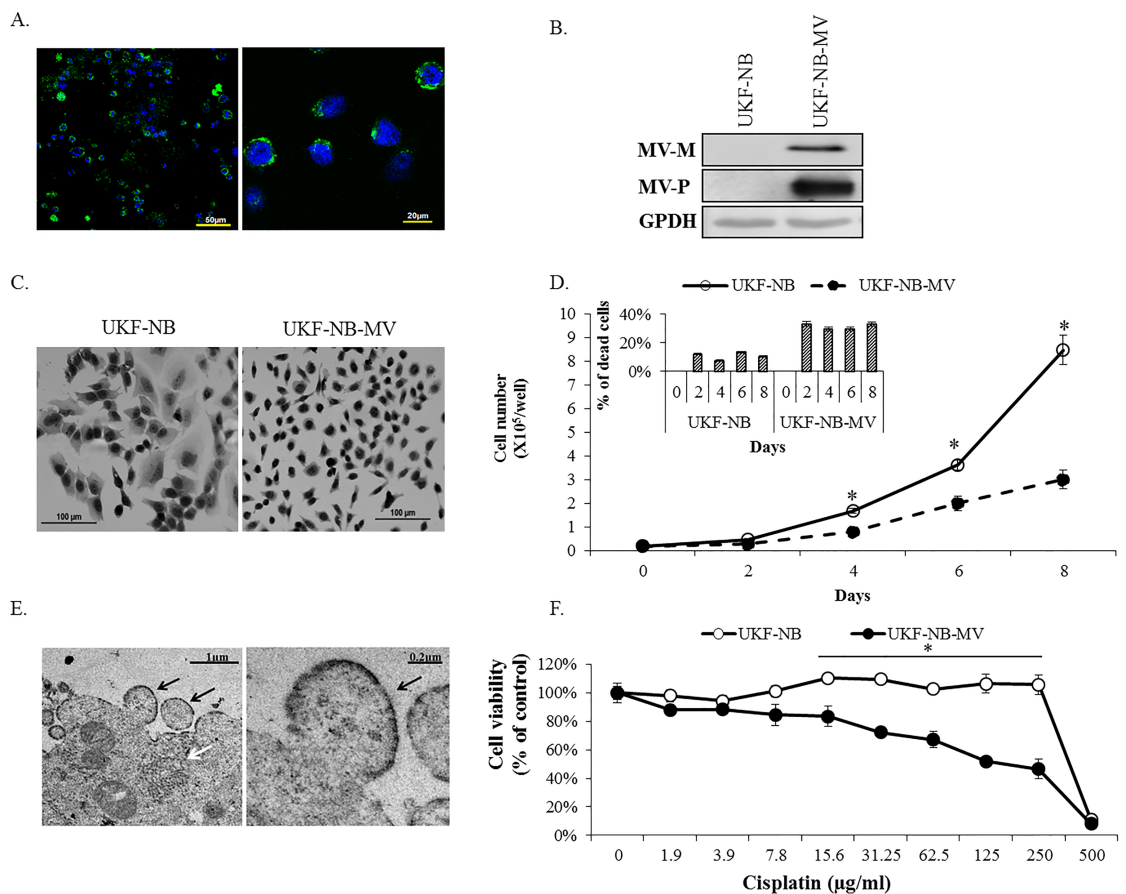 A.
50µm
20µm
B.
UKF-NB
UKF-NB-MV
MV-M
MV-P
GPDH
C.
UKF-NB
UKF-NB-MV
100 µm
100 µm
D.
UKF-NB
UKF-NB-MV
Cell number
(X10⁵/well)
10
9
8
7
6
5
4
3
2
1
0
% of dead cells
40%
20%
0%
0 2 4 6 8 0 2 4 6 8
UKF-NB UKF-NB-MV
Days
*
*
*
0 2 4 6 8
Days
E.
1µm
0.2µm
F.
UKF-NB
UKF-NB-MV
*
Cell viability
(% of control)
120%
100%
80%
60%
40%
20%
0%
0 1.9 3.9 7.8 15.6 31.25 62.5 125 250 500
Cisplatin (µg/ml)